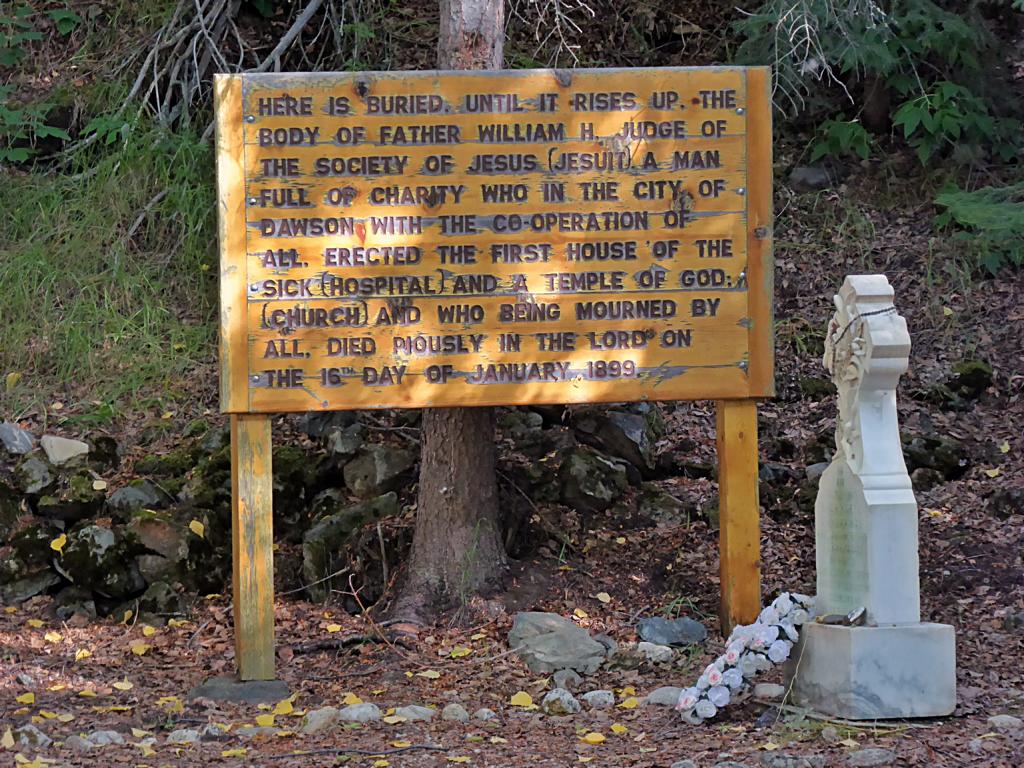 HERE IS BURIED, UNTIL IT RISES UP, THE
BODY OF FATHER WILLIAM H. JUDGE OF
THE SOCIETY OF JESUS (JESUIT) A MAN
FULL OF CHARITY WHO IN THE CITY OF
DAWSON WITH THE CO-OPERATION OF
ALL, ERECTED THE FIRST HOUSE OF THE
SICK (HOSPITAL) AND A TEMPLE OF GOD;
(CHURCH) AND WHO BEING MOURNED BY
ALL, DIED PIOUSLY IN THE LORD ON
THE 16TH DAY OF JANUARY, 1899.